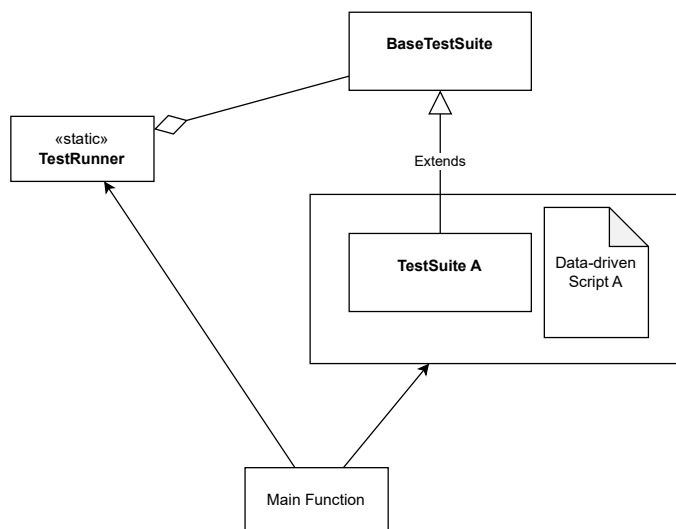 BaseTestSuite
«static»
TestRunner
Extends
TestSuite A
Data-driven
Script A
Main Function